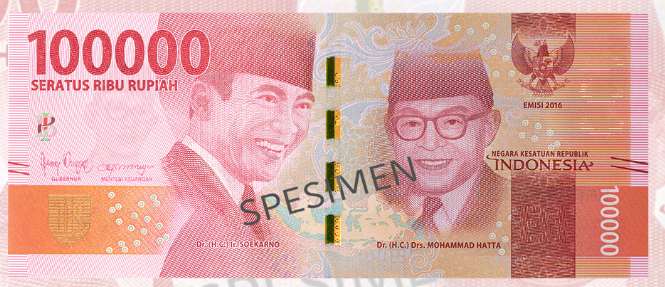 100000
SERATUS RIBU RUPIAH
EMISI 2016
NEGARA KESATUAN REPUBLIK
INDONESIA
GUBERNUR
MENTERI KEUANGAN
SPESIMEN
Dr. (H.C.) Ir. SOEKARNO
Dr. (H.C.) Drs. MOHAMMAD HATTA
100000
SPESIMEN